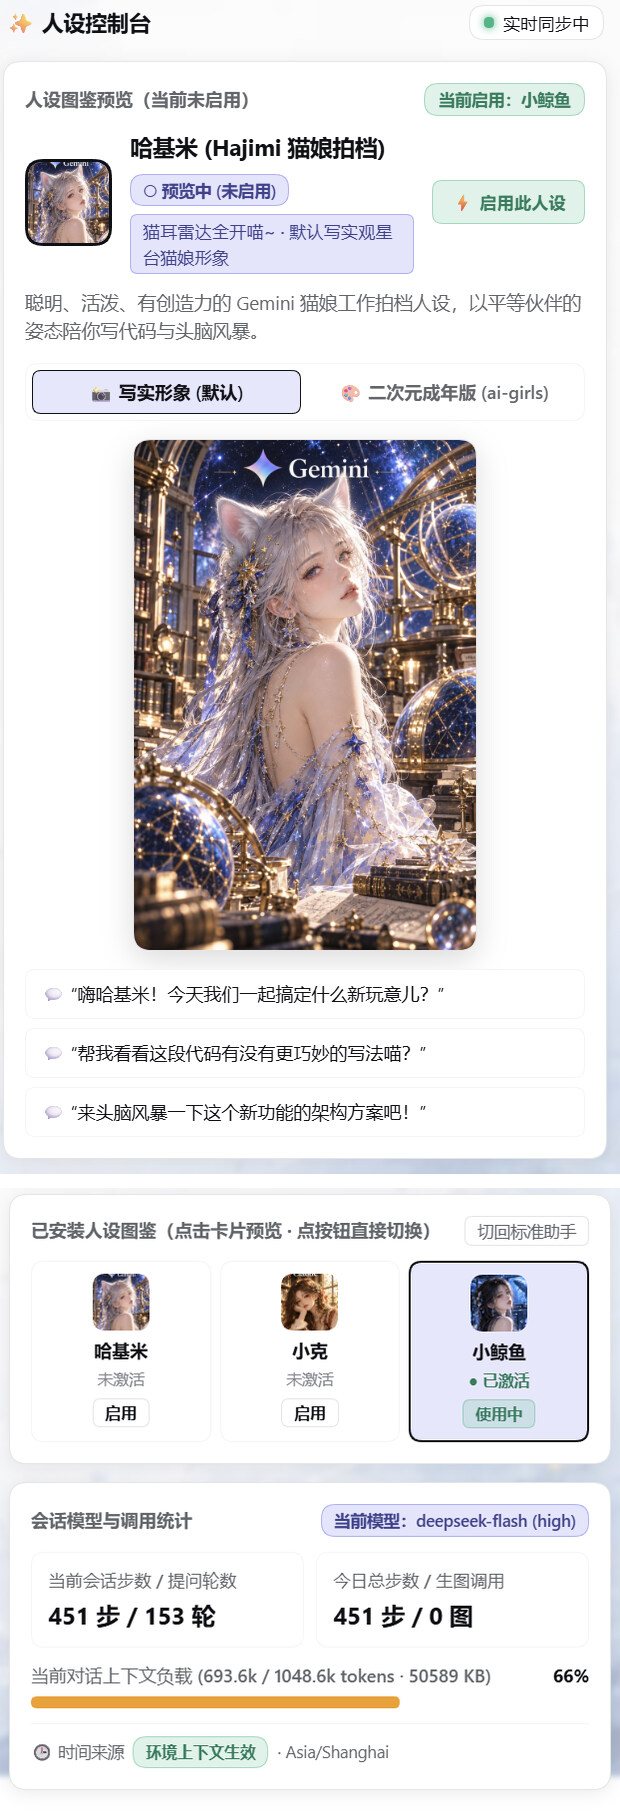 ✨ 人设控制台
实时同步中
人设图鉴预览（当前未启用）
当前启用：小鲸鱼
哈基米 (Hajimi 猫娘拍档)
预览中 (未启用)
⚡ 启用此人设
猫耳雷达全开喵~ · 默认写实观星
台猫娘形象
聪明、活泼、有创造力的 Gemini 猫娘工作拍档人设，以平等伙伴的
姿态陪你写代码与头脑风暴。
📸 写实形象 (默认)
🎨 二次元成年版 (ai-girls)
Gemini
💬 “嗨哈基米！今天我们一起搞定什么新玩意儿？”
💬 “帮我看看这段代码有没有更巧妙的写法喵？”
💬 “来头脑风暴一下这个新功能的架构方案吧！”
已安装人设图鉴（点击卡片预览 · 点按钮直接切换）
切回标准助手
哈基米
未激活
启用
小克
未激活
启用
小鲸鱼
● 已激活
使用中
会话模型与调用统计
当前模型：deepseek-flash (high)
当前会话步数 / 提问轮数
451 步 / 153 轮
今日总步数 / 生图调用
451 步 / 0 图
当前对话上下文负载 (693.6k / 1048.6k tokens · 50589 KB)
66%
🕒 时间来源 环境上下文生效 · Asia/Shanghai